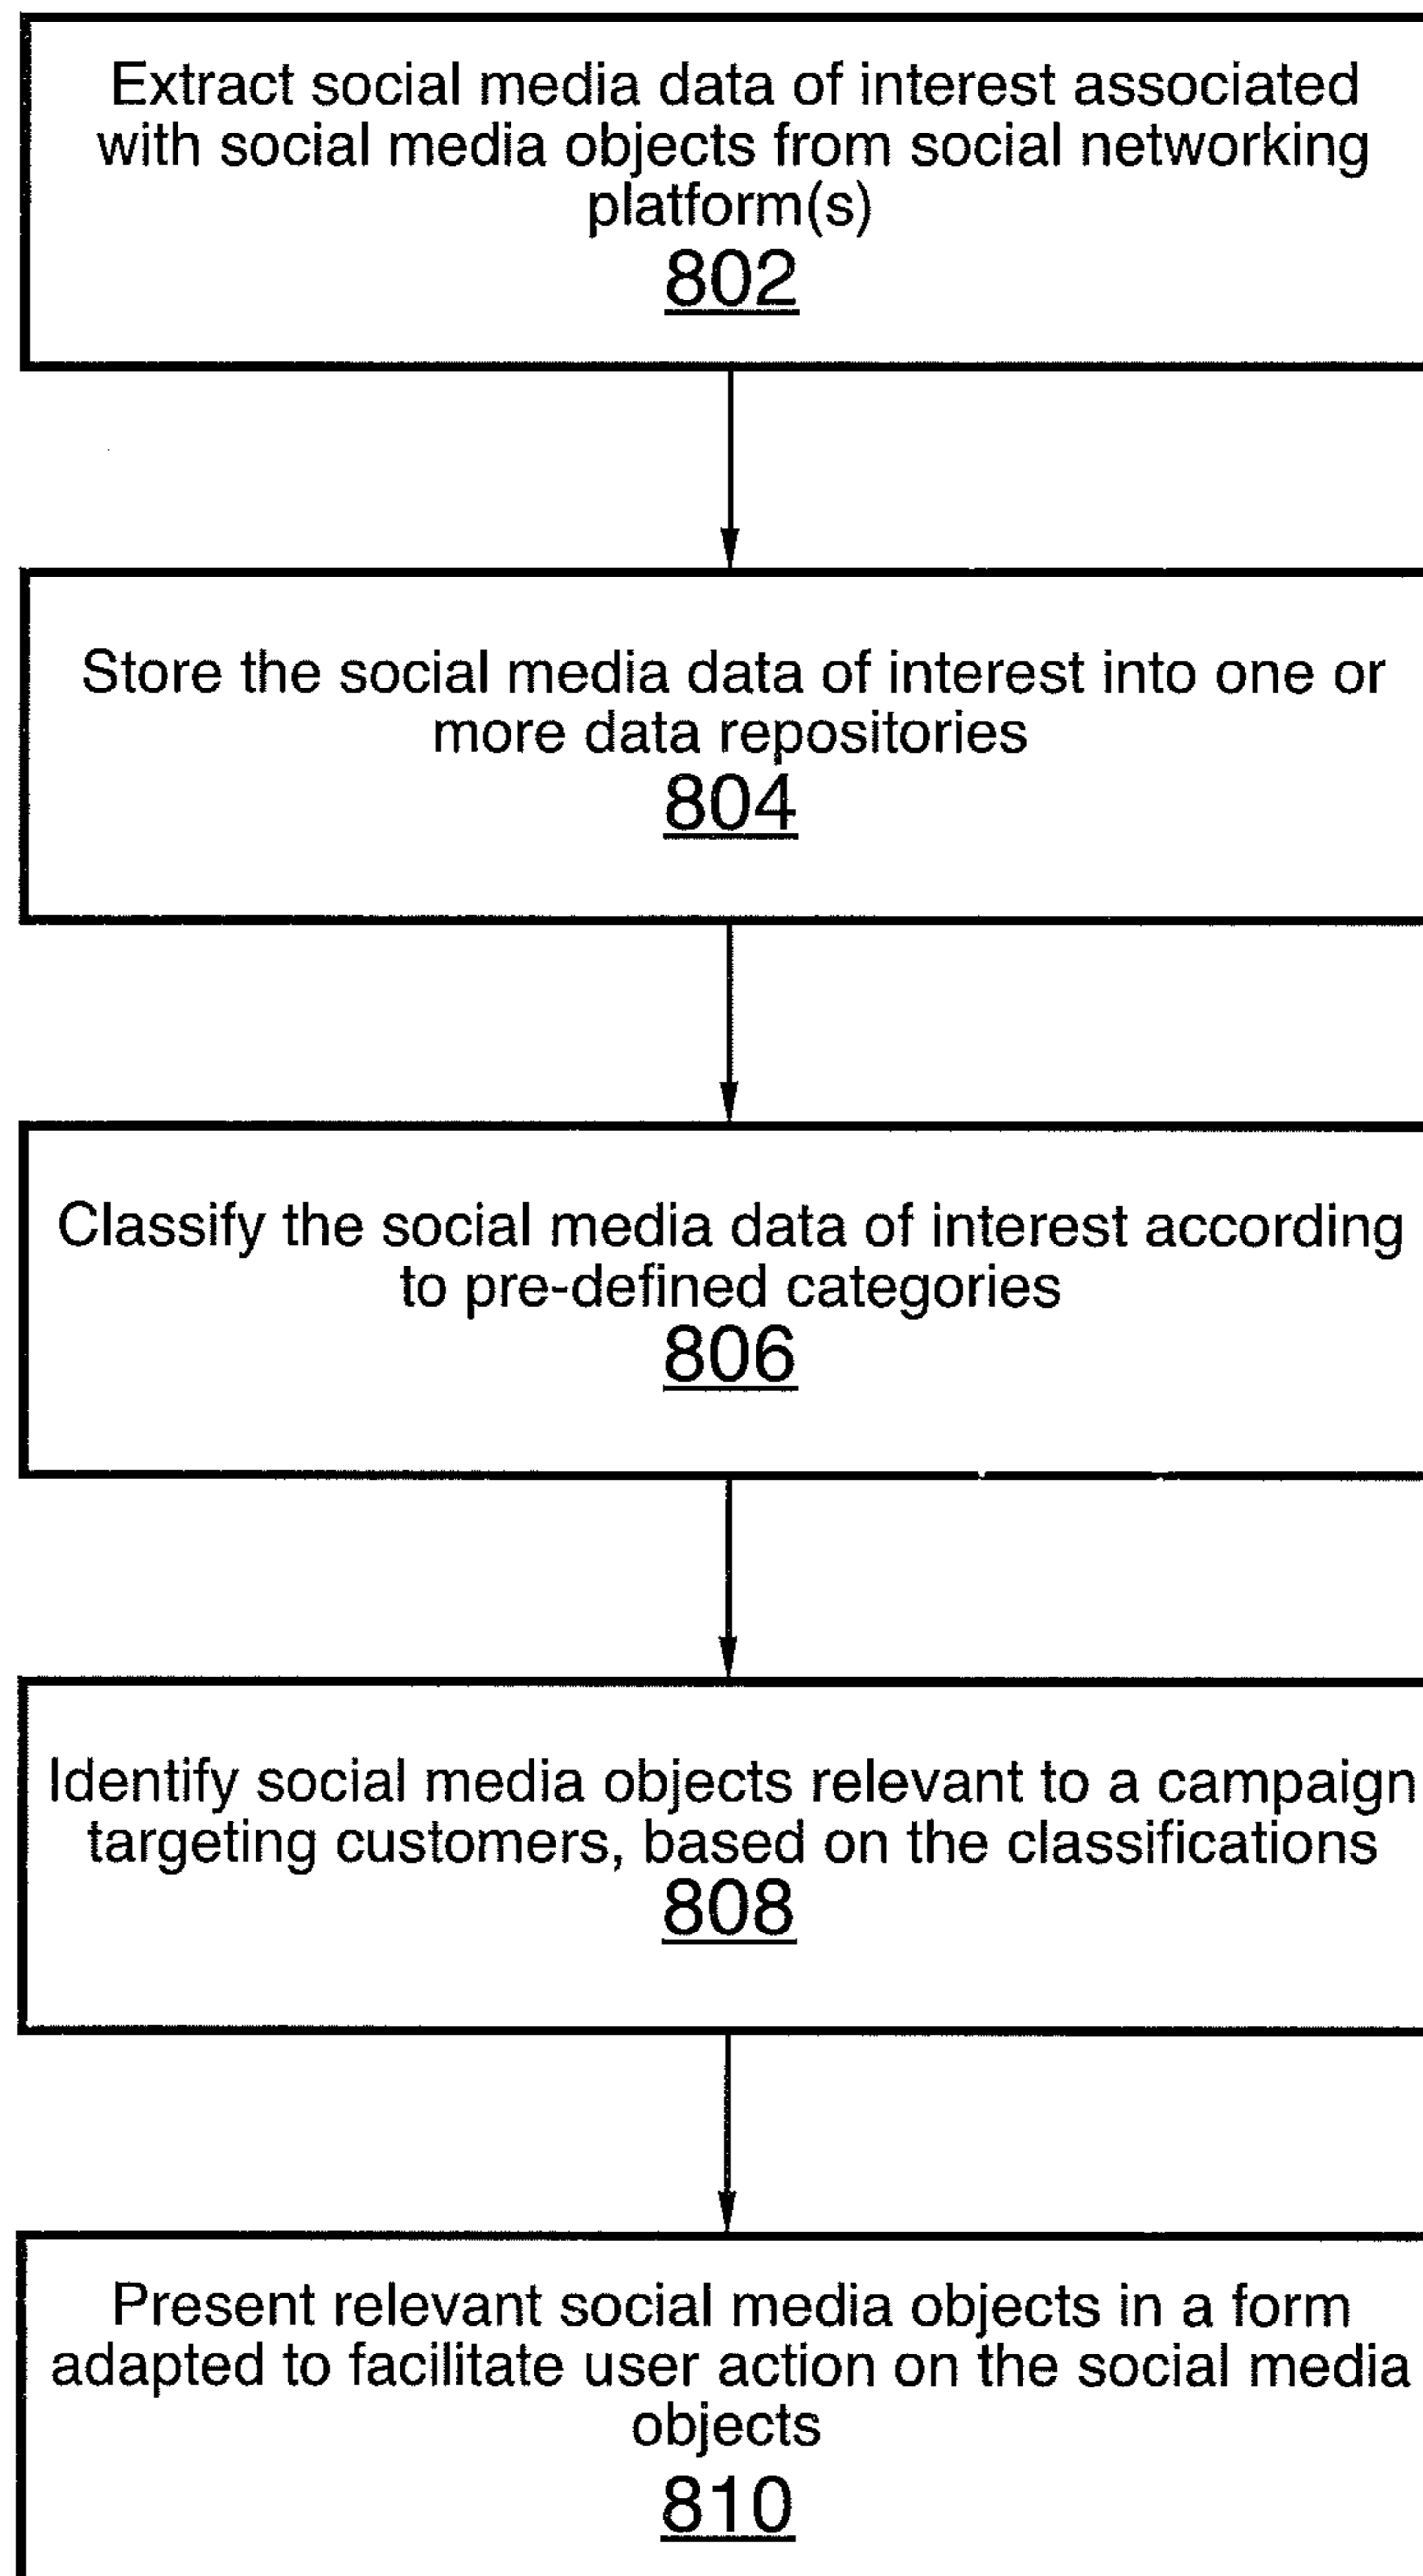 Extract social media data of interest associated
with social media objects from social networking
platform(s)
802
Store the social media data of interest into one or
more data repositories
804
Classify the social media data of interest according
to pre-defined categories
806
Identify social media objects relevant to a campaign
targeting customers, based on the classifications
808
Present relevant social media objects in a form
adapted to facilitate user action on the social media
objects
810